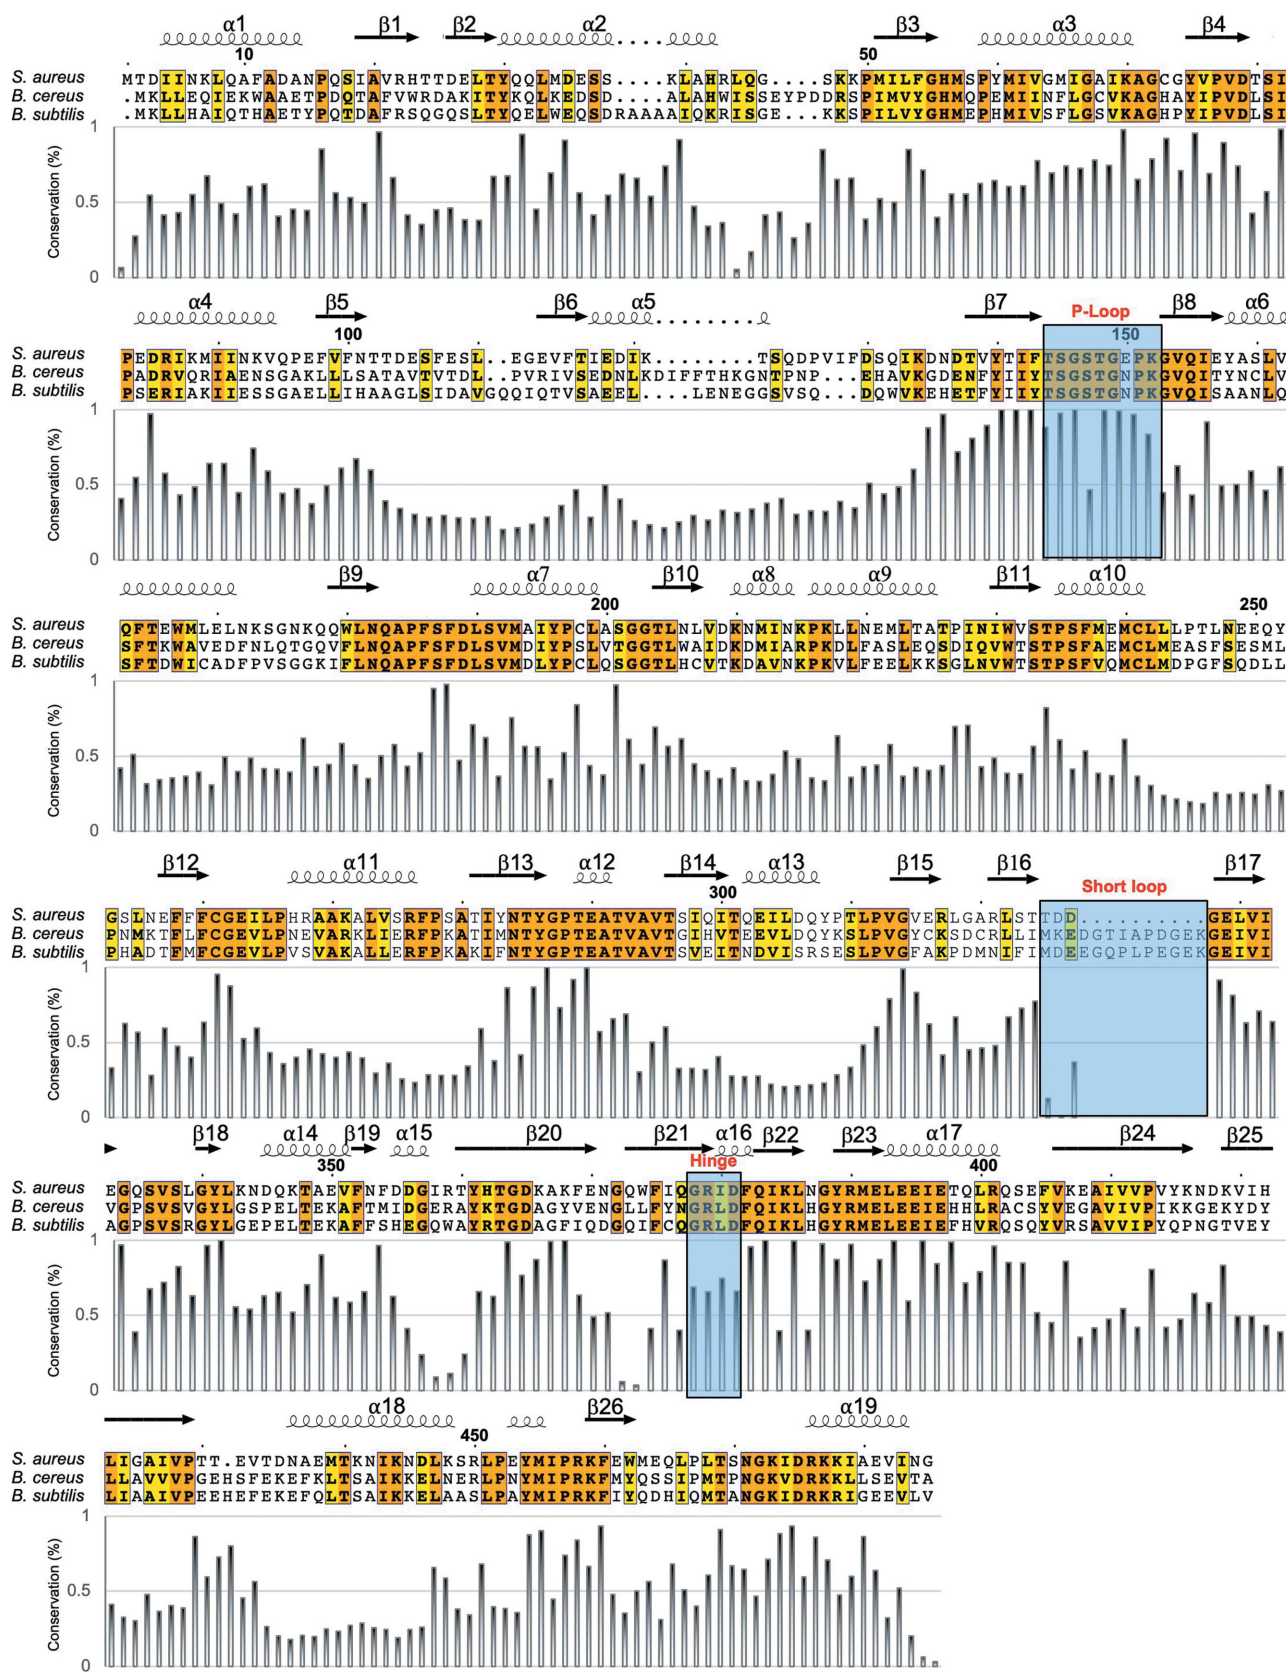 α1 β1 β2 α2 β3 α3 β4
10 50
S. aureus MTDIINKLQAFADANPQSIAVRHTTDELTYQQLMDESS....KLAHRLQG....SKKPMILFGHMSPYMIVGMIGAIKAGCGYVPVDTSI
B. cereus .MKLLEQIEKWAAETPDQTAFVWRDAKITYKQLKEDSD....ALAHWISSEYPDDRSPIMVYGHMQPEMIINFLGCVKAGHAYIPVDLSI
B. subtilis .MKLLHAIQTHAETYPQTDAFRSQGQSLTYQELWEQSDRAAAAIQKRISGE...KKSPILVYGHMEPHMIVSFLGSVKAGHPYIPVDLSI
1
0.5
0
Conservation (%)
α4 β5 β6 α5 β7 P-Loop β8 α6
100 150
S. aureus PEDRIKMIINKVQPEFVFNTTDESFESL..EGEVFTIEDIK........TSQDPVIFDSQIKDNDTVYTIFTSGSTGEPKGVQIEYASLV
B. cereus PADRVQRIAENSGAKLLLSATAVTVTDL..PVRIVSEDNLKDIFFTHKGNTPNP...EHAVKGDENFYIIYTSGSTGNPKGVQITYNCLV
B. subtilis PSERIAKIIESSGAELLIHAAGLSIDAVGQQIQTVSAEEL....LENEGGSVSQ...DQWVKEHETFYIIYTSGSTGNPKGVQISAANLQ
1
0.5
0
Conservation (%)
β9 α7 β10 α8 α9 β11 α10
200 250
S. aureus QFTEWMLELNKSGNKQQWLNQAPFSFDLSVMAIYPCLASGGTLNLVDKNMINKPKLLNEMLTATPINIWVSTPSFMEMCLLLPTLNEEQY
B. cereus SFTKWAVEDFNLQTGQVFLNQAPFSFDLSVMDIYPSLVTGGTLWAIDKDMIARPKDLFASLEQSDIQVWTSTPSFAEMCLMEASFSESML
B. subtilis SFTDWICADFPVSGGKIFLNQAPFSFDLSVMDLYPCLQSGGTLHCVTKDAVNKPKVLFEELKKSGLNVWTSTPSFVQMCLMDPGFSQDLL
1
0.5
0
Conservation (%)
β12 α11 β13 α12 β14 α13 β15 β16 Short loop β17
300
S. aureus GSLNEFFFCGEILPHRAAKALVSRFPSATIYNTYGPTEATVAVTSIQITQEILDQYPTLPVGVERLGARLSTTDD..........GELVI
B. cereus PNMKTFLFCGEVLPNEVARKLIERFPKATIMNTYGPTEATVAVTGIHVTEEVLDQYKSLPVGYCKSDCRLLIMKEDGTIAPDGEKGEIVI
B. subtilis PHADTFMFCGEVLPVSVAKALLERFPKAKIFNTYGPTEATVAVTSVEITNDVISRSESLPVGFAKPDMNIFIMDEEGQPLPEGEKGEIVI
1
0.5
0
Conservation (%)
β18 α14 β19 α15 β20 β21 α16 β22 β23 α17 β24 β25
350 Hinge 400
S. aureus EGQSVSLGYLKNDQKTAEVFNFDDGIRTYHTGDKAKFENGQWFIQGRIDFQIKLNGYRMELEEIETQLRQSEFVKEAIVVPVYKNDKVIH
B. cereus VGPSVSVGYLGSPELTEKAFTMIDGERAYKTGDAGYVENGLLFYNGRLDFQIKLHGYRMELEEIEHHLRACSYVEGAVIVPIKKGEKYDY
B. subtilis AGPSVSRGYLGEPELTEKAFFSHEGQWAYRTGDAGFIQDGQIFCQGRLDFQIKLHGYRMELEEIEFHVRQSQYVRSAVVIPYQPNGTVEY
1
0.5
0
Conservation (%)
α18 β26 α19
450
S. aureus LIGAIVPTT.EVTDNAEMTKNIKNDLKSRLPEYMIPRKFEWMEQLPLTSNGKIDRKKIAEVING
B. cereus LLAVVVPGEHSFEKEFKLTSAIKKELNERLPNYMIPRKFMYQSSIPMTPNGKVDRKKLLSEVTA
B. subtilis LIAAIVPEEHEFEKEFQLTSAIKKELAASLPAYMIPRKFIYQDHIQMTANGKIDRKRIGEEVLV
1
0.5
0
Conservation (%)